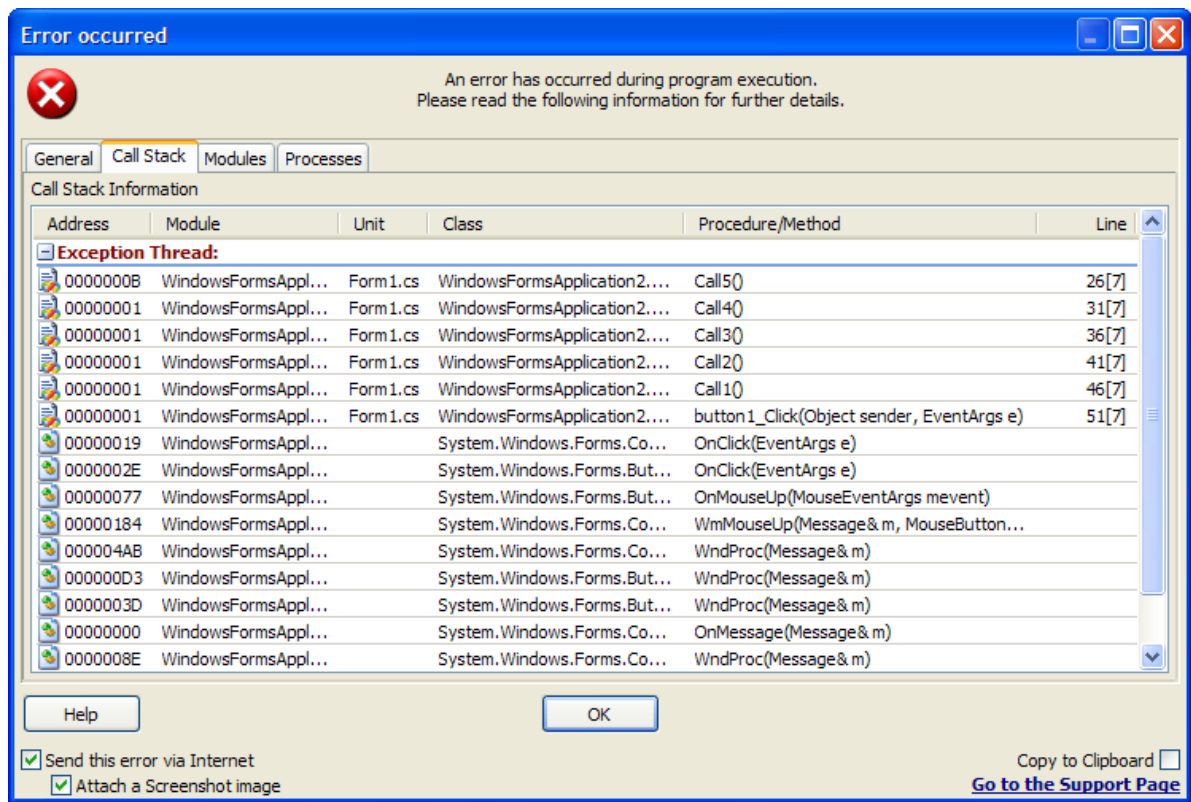 Error occurred
An error has occurred during program execution.
Please read the following information for further details.
General Call Stack Modules Processes
Call Stack Information
Address Module Unit Class Procedure/Method Line
Exception Thread:
0000000B WindowsFormsAppl... Form1.cs WindowsFormsApplication2.... Call5() 26[7]
00000001 WindowsFormsAppl... Form1.cs WindowsFormsApplication2.... Call4() 31[7]
00000001 WindowsFormsAppl... Form1.cs WindowsFormsApplication2.... Call3() 36[7]
00000001 WindowsFormsAppl... Form1.cs WindowsFormsApplication2.... Call2() 41[7]
00000001 WindowsFormsAppl... Form1.cs WindowsFormsApplication2.... Call1() 46[7]
00000001 WindowsFormsAppl... Form1.cs WindowsFormsApplication2.... button1_Click(Object sender, EventArgs e) 51[7]
00000019 WindowsFormsAppl... System.Windows.Forms.Co... OnClick(EventArgs e)
0000002E WindowsFormsAppl... System.Windows.Forms.But... OnClick(EventArgs e)
00000077 WindowsFormsAppl... System.Windows.Forms.But... OnMouseUp(MouseEventArgs mevent)
00000184 WindowsFormsAppl... System.Windows.Forms.Co... WmMouseUp(Message& m, MouseButton...
000004AB WindowsFormsAppl... System.Windows.Forms.Co... WndProc(Message& m)
000000D3 WindowsFormsAppl... System.Windows.Forms.But... WndProc(Message& m)
0000003D WindowsFormsAppl... System.Windows.Forms.But... WndProc(Message& m)
00000000 WindowsFormsAppl... System.Windows.Forms.Co... OnMessage(Message& m)
0000008E WindowsFormsAppl... System.Windows.Forms.Co... WndProc(Message& m)
Help OK
Send this error via Internet Copy to Clipboard
Attach a Screenshot image Go to the Support Page